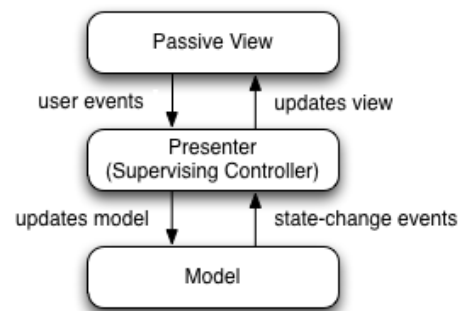 Passive View
user events
updates view
Presenter
(Supervising Controller)
updates model
state-change events
Model